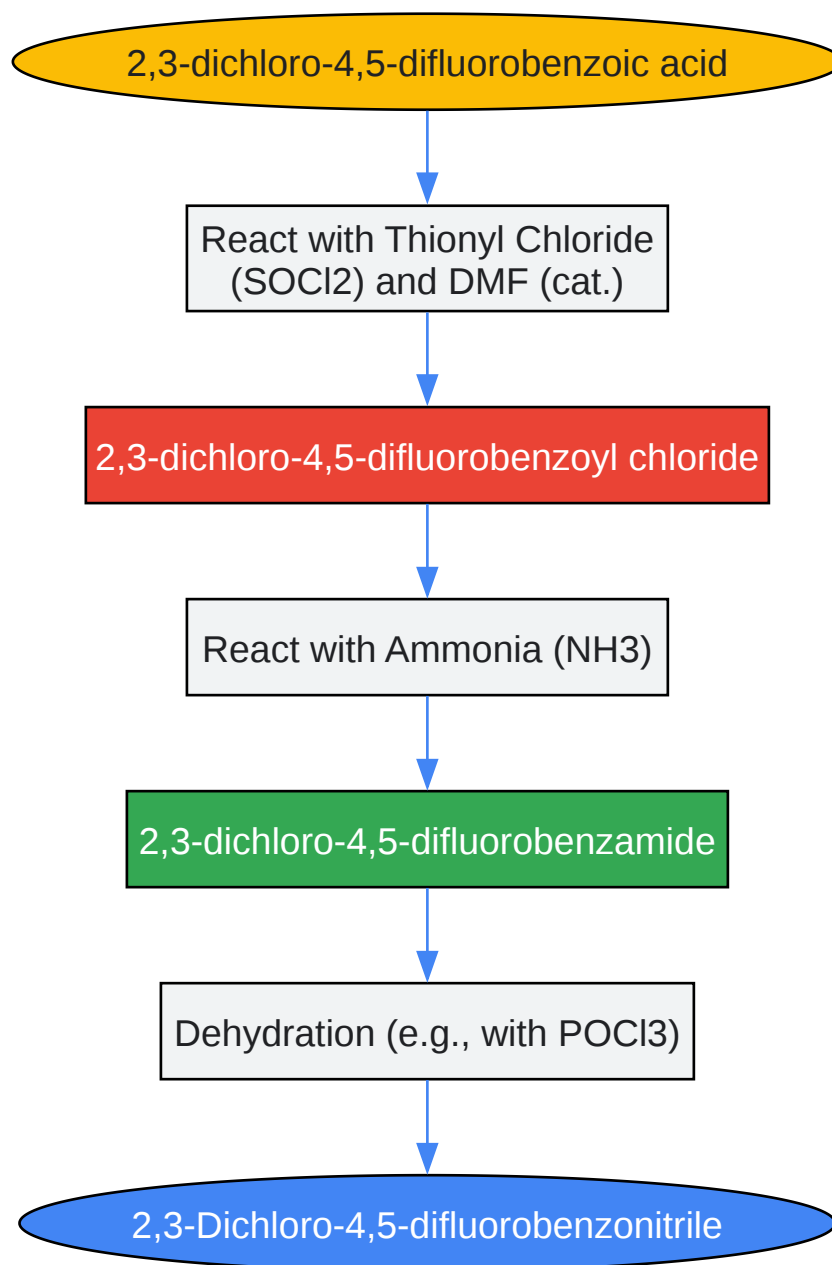 2,3-dichloro-4,5-difluorobenzoic acid
React with Thionyl Chloride
(SOCl2) and DMF (cat.)
2,3-dichloro-4,5-difluorobenzoyl chloride
React with Ammonia (NH3)
2,3-dichloro-4,5-difluorobenzamide
Dehydration (e.g., with POCl3)
2,3-Dichloro-4,5-difluorobenzonitrile